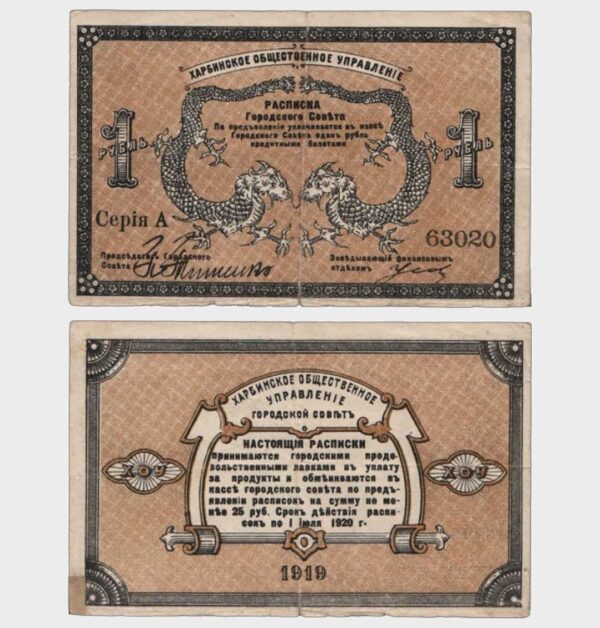 ХАРБИНСКОЕ ОБЩЕСТВЕННОЕ УПРАВЛЕНІЕ
РАСПИСКА
Городского Совѣта
По предъявленіи уплачивается въ кассѣ
Городского Совѣта одинъ рубль
кредитными билетами
1 РУБЛЬ
1 РУБЛЬ
Серія А
63020
Предсѣдатель Городского
Совѣта
Завѣдывающій финансовымъ
отдѣломъ
ХАРБИНСКОЕ ОБЩЕСТВЕННОЕ
УПРАВЛЕНІЕ
ГОРОДСКОЙ СОВѢТЪ
НАСТОЯЩІЯ РАСПИСКИ
принимаются городскими продо-
вольственными лавками въ уплату
за продукты и обмѣниваются въ
кассѣ городского совѣта по предъ-
явленіи расписокъ на сумму не ме-
нѣе 25 руб. Срокъ дѣйствія распи-
сокъ по 1 Іюля 1920 г.
ХОУ
ХОУ
1919